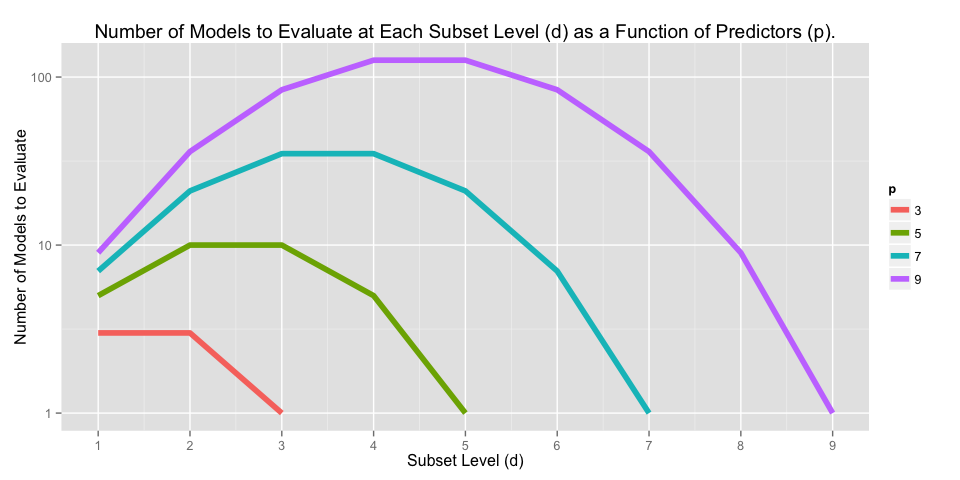 Number of Models to Evaluate at Each Subset Level (d) as a Function of Predictors (p).
Number of Models to Evaluate
100
10
1
1 2 3 4 5 6 7 8 9
Subset Level (d)
p
3
5
7
9